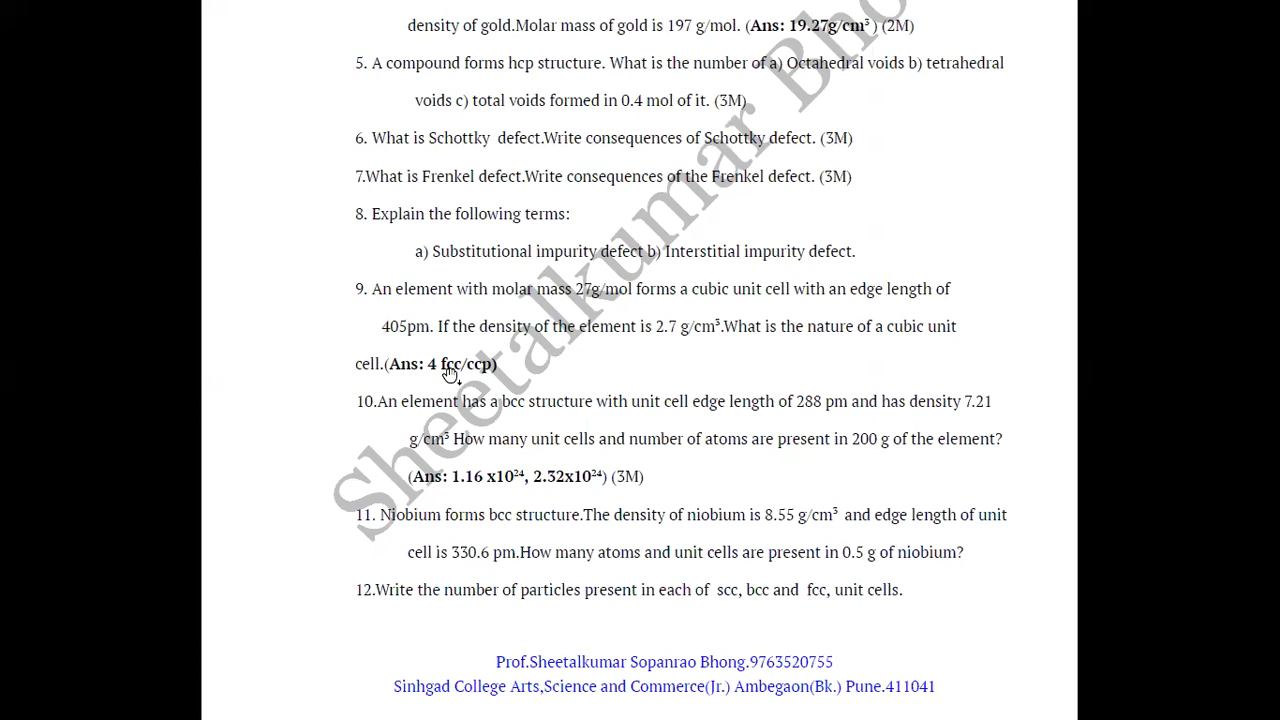 density of gold.Molar mass of gold is 197 g/mol. (Ans: 19.27g/cm³ ) (2M)
5. A compound forms hcp structure. What is the number of a) Octahedral voids b) tetrahedral
voids c) total voids formed in 0.4 mol of it. (3M)
6. What is Schottky  defect.Write consequences of Schottky defect. (3M)
7.What is Frenkel defect.Write consequences of the Frenkel defect. (3M)
8. Explain the following terms:
a) Substitutional impurity defect b) Interstitial impurity defect.
9. An element with molar mass 27g/mol forms a cubic unit cell with an edge length of
405pm. If the density of the element is 2.7 g/cm³.What is the nature of a cubic unit
cell.(Ans: 4 fcc/ccp)
10.An element has a bcc structure with unit cell edge length of 288 pm and has density 7.21
g/cm³ How many unit cells and number of atoms are present in 200 g of the element?
(Ans: 1.16 x10²⁴, 2.32x10²⁴) (3M)
11. Niobium forms bcc structure.The density of niobium is 8.55 g/cm³  and edge length of unit
cell is 330.6 pm.How many atoms and unit cells are present in 0.5 g of niobium?
12.Write the number of particles present in each of  scc, bcc and  fcc, unit cells.
Sheetalkumar Bho
Prof.Sheetalkumar Sopanrao Bhong.9763520755
Sinhgad College Arts,Science and Commerce(Jr.) Ambegaon(Bk.) Pune.411041